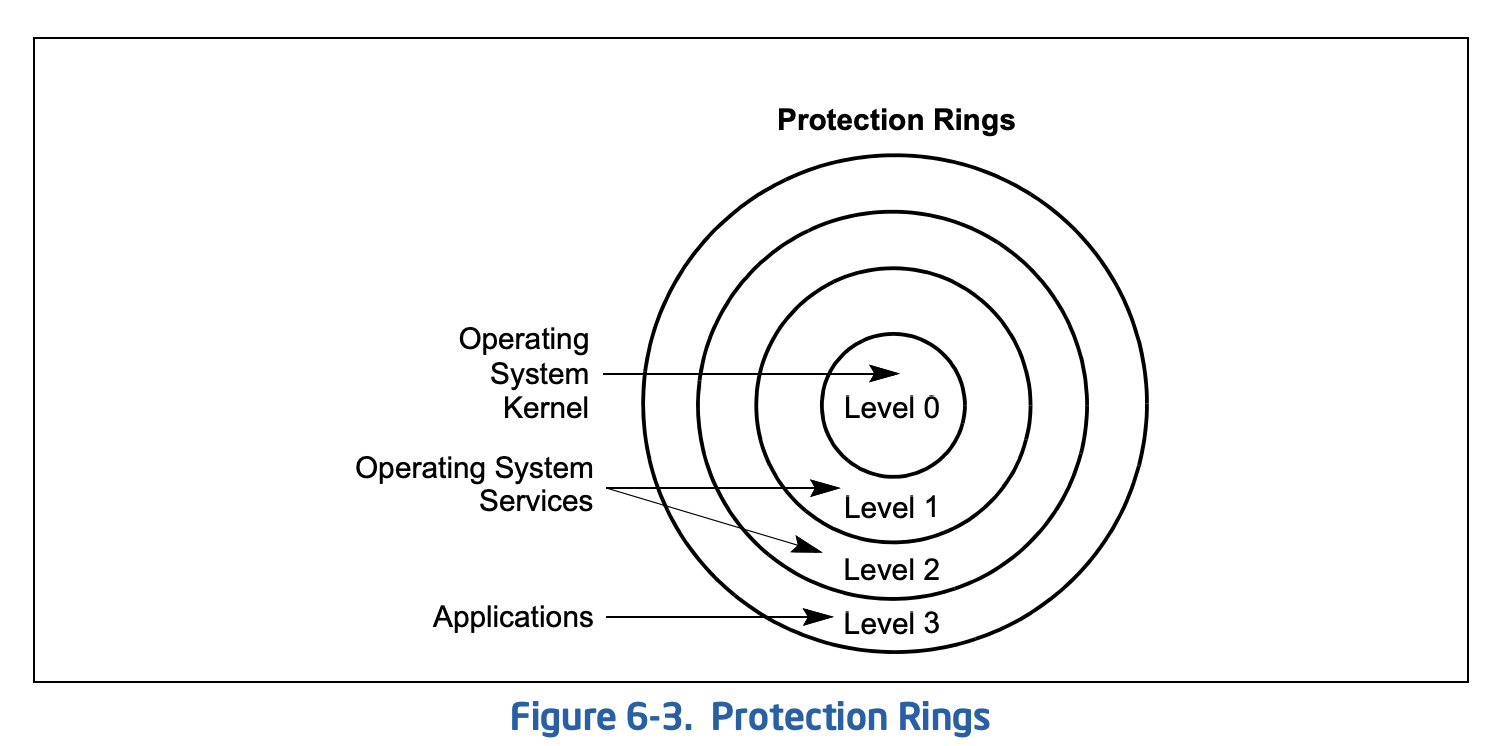 Protection Rings
Operating
System
Kernel
Level 0
Operating System
Services
Level 1
Level 2
Applications
Level 3
Figure 6-3. Protection Rings